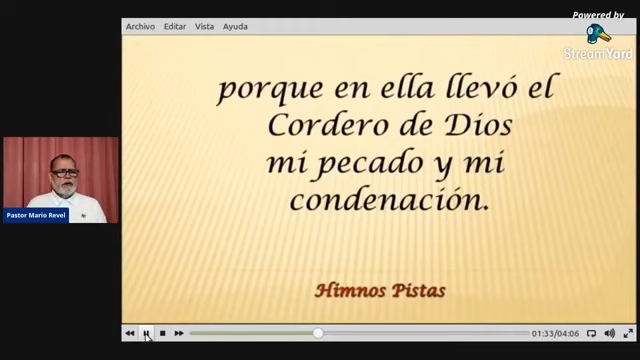 Archivo Editar Vista Ayuda
Powered by
StreamYard
porque en ella llevó el
Cordero de Dios
mi pecado y mi
condenación.
Himnos Pistas
Pastor Mario Revel
01:33/04:06